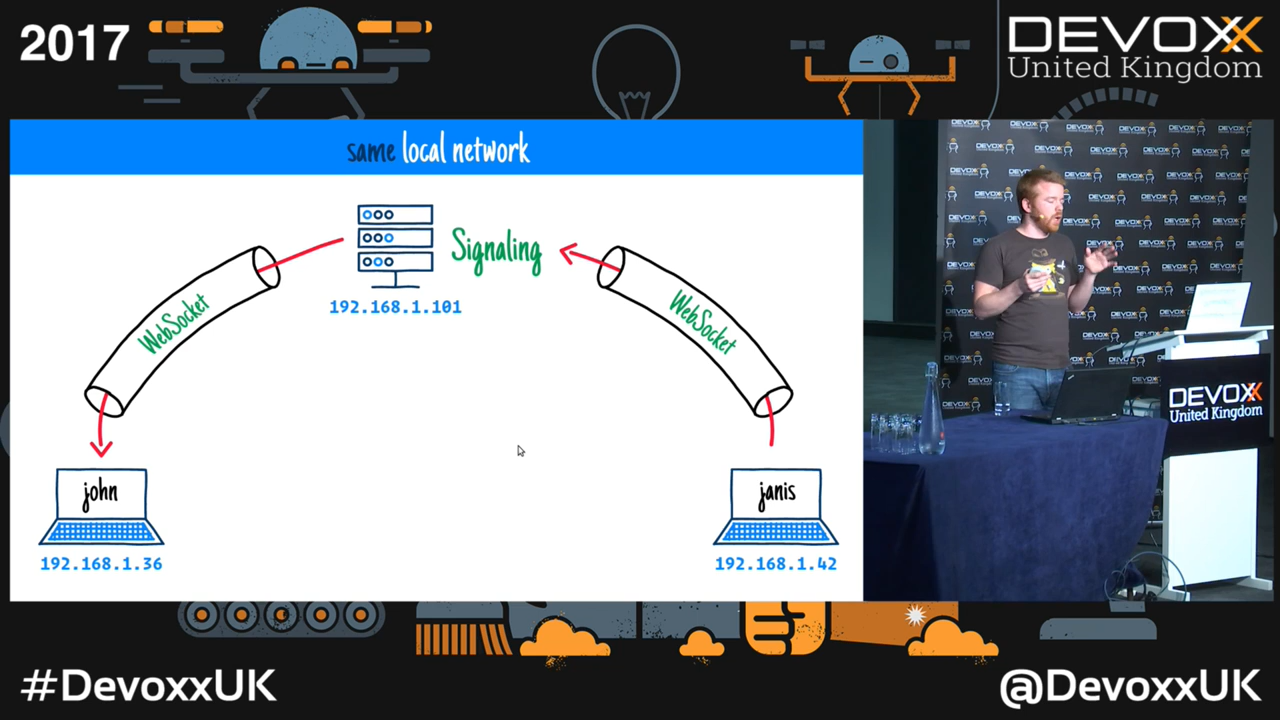 2017
DEVOXX
United Kingdom
same local network
Signaling
192.168.1.101
WebSocket
WebSocket
john
janis
192.168.1.36
192.168.1.42
DEVOXX
United Kingdom
#DevoxxUK
@DevoxxUK